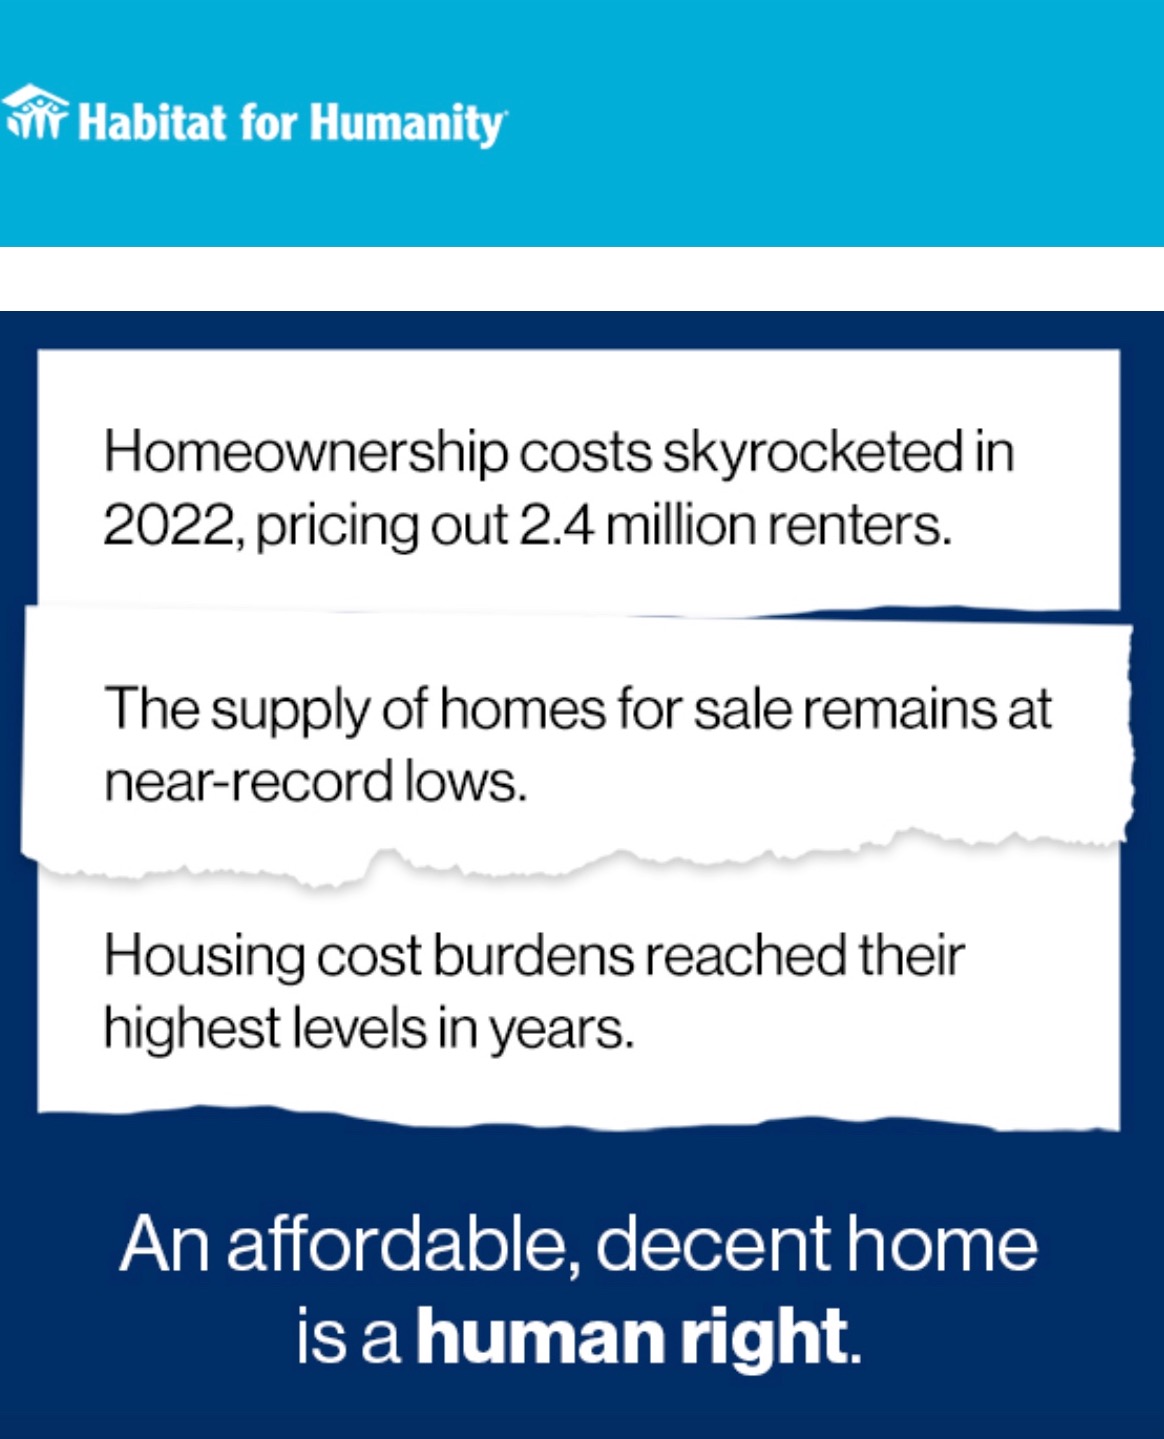 Habitat for Humanity
Homeownership costs skyrocketed in
2022, pricing out 2.4 million renters.
The supply of homes for sale remains at
near-record lows.
Housing cost burdens reached their
highest levels in years.
An affordable, decent home
is a human right.